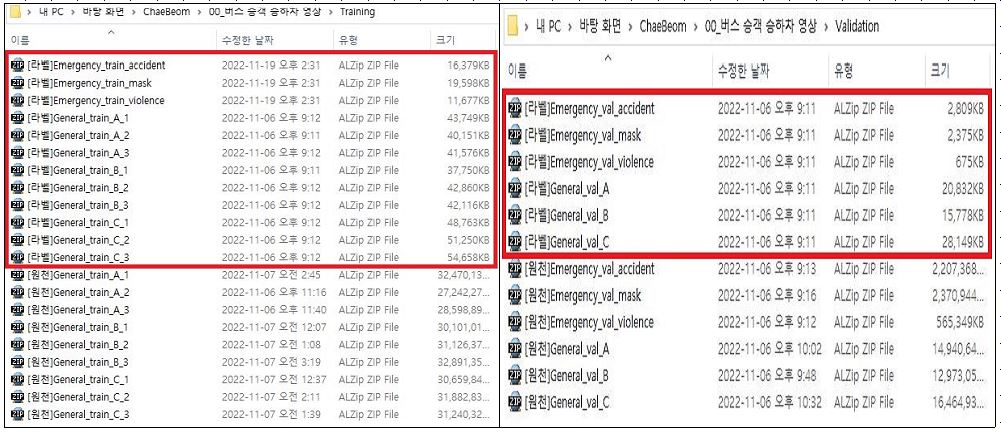 내 PC > 바탕 화면 > ChaeBeom > 00_버스 승객 승하자 영상 > Training
이름 수정한 날짜 유형 크기
[라벨]Emergency_train_accident 2022-11-19 오후 2:31 ALZip ZIP File 16,379KB
[라벨]Emergency_train_mask 2022-11-19 오후 2:31 ALZip ZIP File 19,598KB
[라벨]Emergency_train_violence 2022-11-19 오후 2:31 ALZip ZIP File 11,677KB
[라벨]General_train_A_1 2022-11-06 오후 9:12 ALZip ZIP File 43,749KB
[라벨]General_train_A_2 2022-11-06 오후 9:11 ALZip ZIP File 40,151KB
[라벨]General_train_A_3 2022-11-06 오후 9:12 ALZip ZIP File 41,576KB
[라벨]General_train_B_1 2022-11-06 오후 9:11 ALZip ZIP File 37,750KB
[라벨]General_train_B_2 2022-11-06 오후 9:12 ALZip ZIP File 42,860KB
[라벨]General_train_B_3 2022-11-06 오후 9:12 ALZip ZIP File 42,116KB
[라벨]General_train_C_1 2022-11-06 오후 9:12 ALZip ZIP File 48,763KB
[라벨]General_train_C_2 2022-11-06 오후 9:12 ALZip ZIP File 51,250KB
[라벨]General_train_C_3 2022-11-06 오후 9:12 ALZip ZIP File 54,658KB
[원천]General_train_A_1 2022-11-07 오전 2:45 ALZip ZIP File 32,470,13...
[원천]General_train_A_2 2022-11-06 오후 11:16 ALZip ZIP File 27,242,27...
[원천]General_train_A_3 2022-11-06 오후 11:40 ALZip ZIP File 28,598,89...
[원천]General_train_B_1 2022-11-07 오전 12:07 ALZip ZIP File 30,101,01...
[원천]General_train_B_2 2022-11-07 오전 1:08 ALZip ZIP File 31,126,37...
[원천]General_train_B_3 2022-11-07 오전 3:19 ALZip ZIP File 32,891,35...
[원천]General_train_C_1 2022-11-07 오전 12:37 ALZip ZIP File 30,659,84...
[원천]General_train_C_2 2022-11-07 오전 2:11 ALZip ZIP File 31,882,83...
[원천]General_train_C_3 2022-11-07 오전 1:39 ALZip ZIP File 31,240,32...
내 PC > 바탕 화면 > ChaeBeom > 00_버스 승객 승하자 영상 > Validation
이름 수정한 날짜 유형 크기
[라벨]Emergency_val_accident 2022-11-06 오후 9:11 ALZip ZIP File 2,809KB
[라벨]Emergency_val_mask 2022-11-06 오후 9:11 ALZip ZIP File 2,375KB
[라벨]Emergency_val_violence 2022-11-06 오후 9:11 ALZip ZIP File 675KB
[라벨]General_val_A 2022-11-06 오후 9:11 ALZip ZIP File 20,832KB
[라벨]General_val_B 2022-11-06 오후 9:11 ALZip ZIP File 15,778KB
[라벨]General_val_C 2022-11-06 오후 9:11 ALZip ZIP File 28,149KB
[원천]Emergency_val_accident 2022-11-06 오후 9:13 ALZip ZIP File 2,207,368...
[원천]Emergency_val_mask 2022-11-06 오후 9:16 ALZip ZIP File 2,370,944...
[원천]Emergency_val_violence 2022-11-06 오후 9:12 ALZip ZIP File 565,349KB
[원천]General_val_A 2022-11-06 오후 10:02 ALZip ZIP File 14,940,64...
[원천]General_val_B 2022-11-06 오후 9:48 ALZip ZIP File 12,973,05...
[원천]General_val_C 2022-11-06 오후 10:32 ALZip ZIP File 16,464,93...